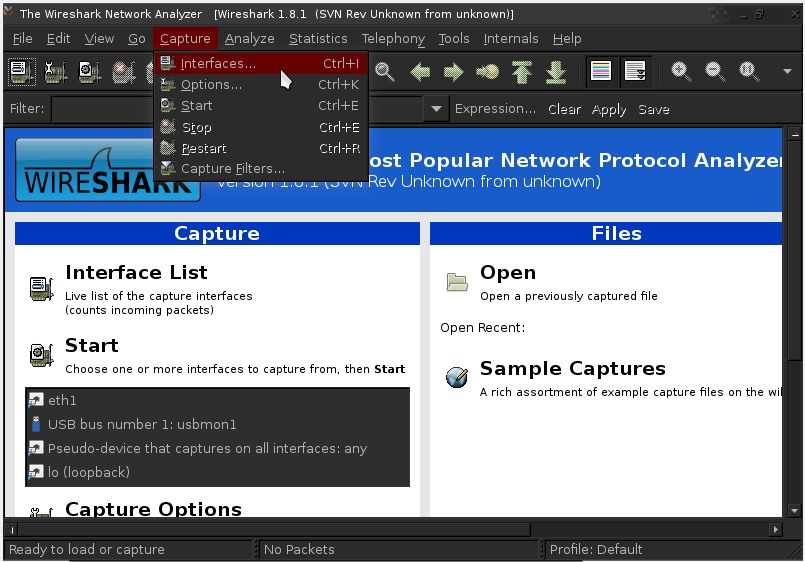 The Wireshark Network Analyzer [Wireshark 1.8.1 (SVN Rev Unknown from unknown)]
File Edit View Go Capture Analyze Statistics Telephony Tools Internals Help
Interfaces... Ctrl+I
Options... Ctrl+K
Start Ctrl+E
Stop Ctrl+E
Restart Ctrl+R
Capture Filters...
Filter: Expression... Clear Apply Save
WIRESHARK
ost Popular Network Protocol Analyzer
Version 1.8.1 (SVN Rev Unknown from unknown)
Capture
Interface List
Live list of the capture interfaces
(counts incoming packets)
Start
Choose one or more interfaces to capture from, then Start
eth1
USB bus number 1: usbmon1
Pseudo-device that captures on all interfaces: any
lo (loopback)
Capture Options
Files
Open
Open a previously captured file
Open Recent:
Sample Captures
A rich assortment of example capture files on the wil
Ready to load or capture
No Packets
Profile: Default